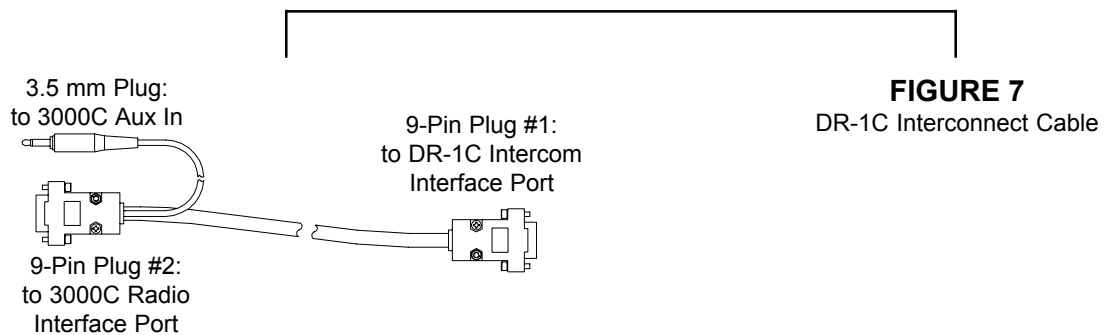 3.5 mm Plug:
to 3000C Aux In
9-Pin Plug #1:
to DR-1C Intercom
Interface Port
9-Pin Plug #2:
to 3000C Radio
Interface Port
FIGURE 7
DR-1C Interconnect Cable